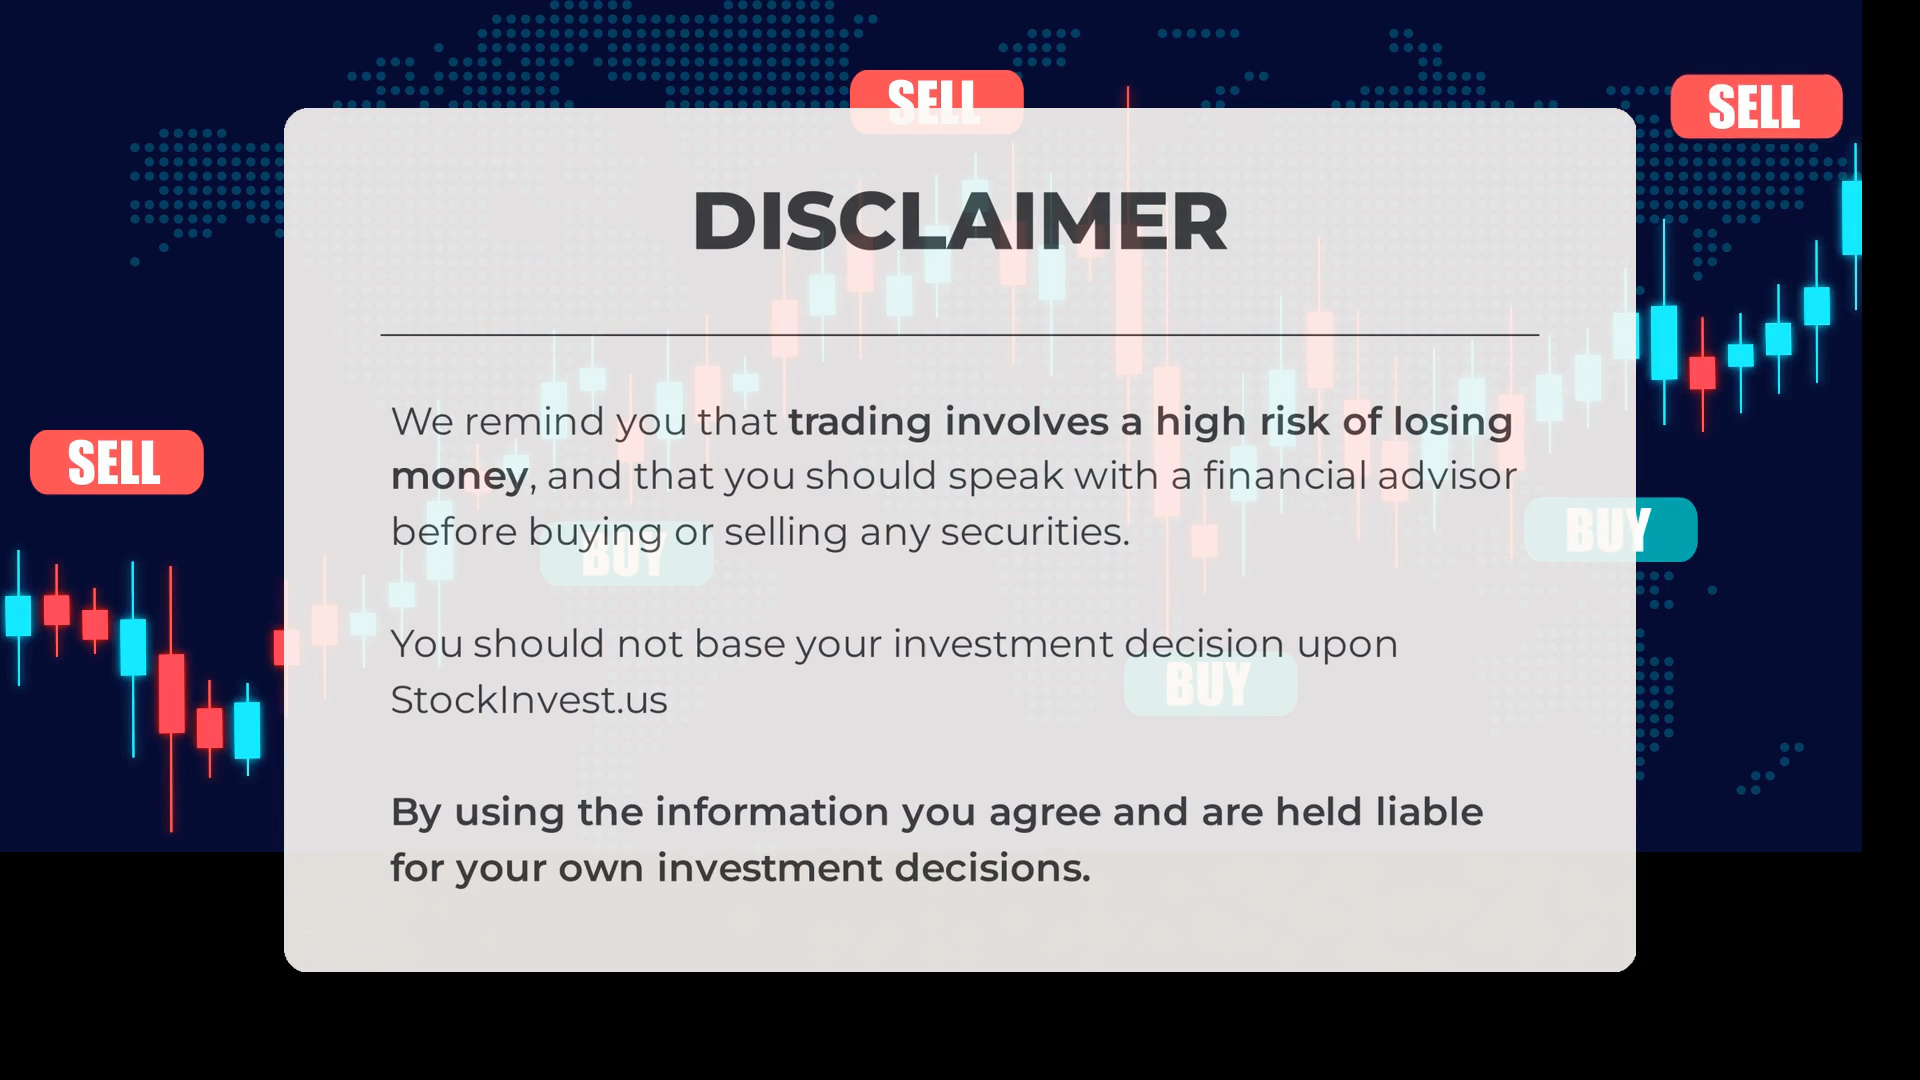 SELL
SELL
DISCLAIMER
We remind you that trading involves a high risk of losing
money, and that you should speak with a financial advisor
before buying or selling any securities.
SELL
BUY
BUY
You should not base your investment decision upon
StockInvest.us
BUY
By using the information you agree and are held liable
for your own investment decisions.